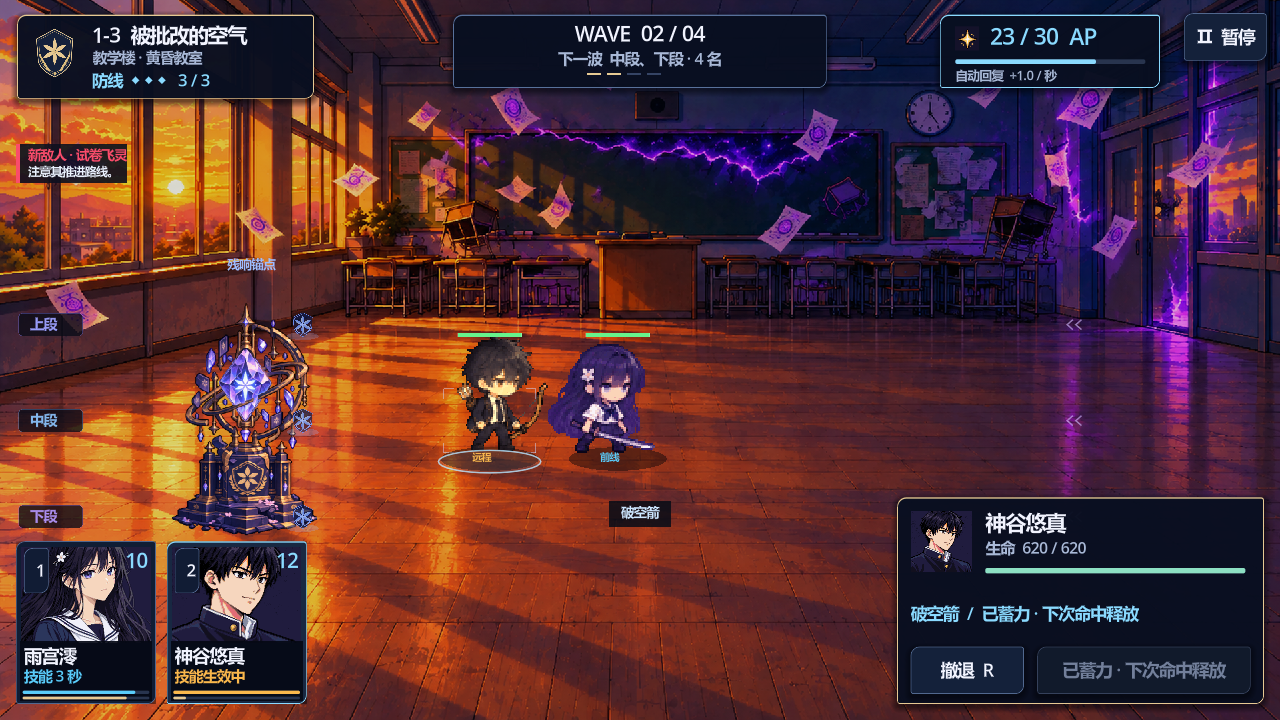 1-3 被批改的空气
教学楼 · 黄昏教室
防线 3 / 3
WAVE 02 / 04
下一波 中段、下段 · 4 名
23 / 30 AP
自动回复 +1.0 / 秒
暂停
新敌人 · 试卷飞灵
注意其推进路线。
残响锚点
上段
中段
下段
远程
前线
破空箭
1
10
雨宫澪
技能 3 秒
2
12
神谷悠真
技能生效中
神谷悠真
生命 620 / 620
破空箭 / 已蓄力 · 下次命中释放
撤退 R
已蓄力 · 下次命中释放